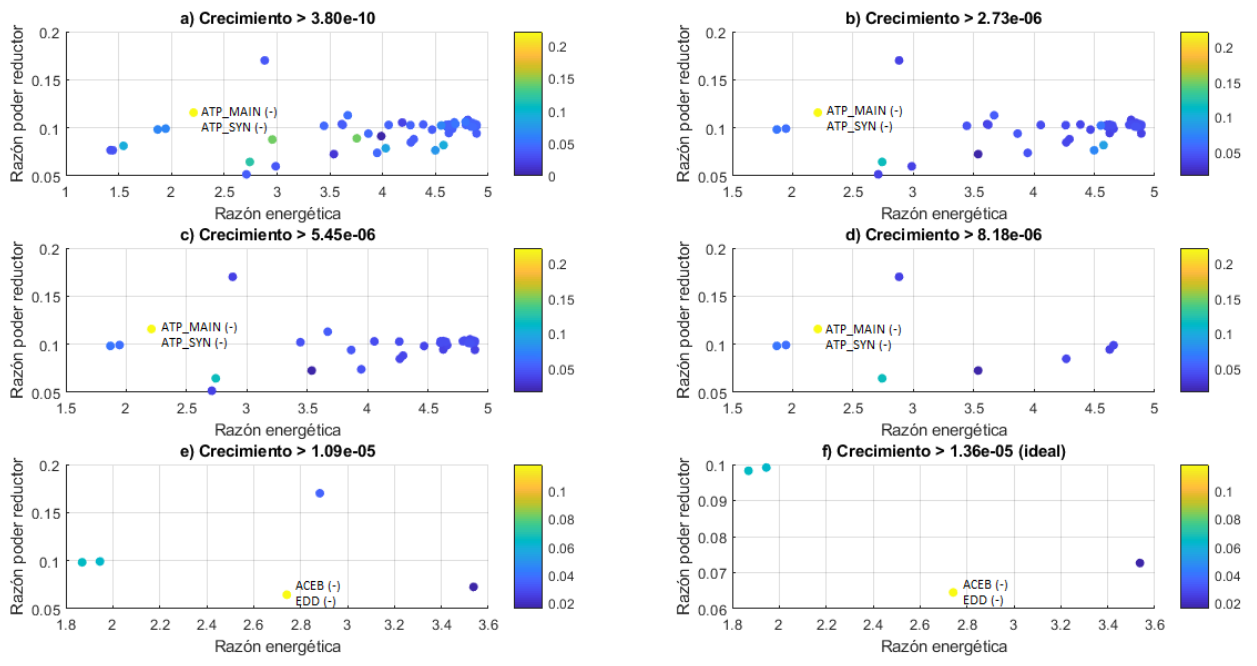 a) Crecimiento > 3.80e-10
Razón poder reductor
0.2
0.15
0.1
0.05
ATP_MAIN (-)
ATP_SYN (-)
1 1.5 2 2.5 3 3.5 4 4.5 5
Razón energética
0.2
0.15
0.1
0.05
0
b) Crecimiento > 2.73e-06
Razón poder reductor
0.2
0.15
0.1
0.05
ATP_MAIN (-)
ATP_SYN (-)
1.5 2 2.5 3 3.5 4 4.5 5
Razón energética
0.2
0.15
0.1
0.05
c) Crecimiento > 5.45e-06
Razón poder reductor
0.2
0.15
0.1
0.05
ATP_MAIN (-)
ATP_SYN (-)
1.5 2 2.5 3 3.5 4 4.5 5
Razón energética
0.2
0.15
0.1
0.05
d) Crecimiento > 8.18e-06
Razón poder reductor
0.2
0.15
0.1
0.05
ATP_MAIN (-)
ATP_SYN (-)
1.5 2 2.5 3 3.5 4 4.5 5
Razón energética
0.2
0.15
0.1
0.05
e) Crecimiento > 1.09e-05
Razón poder reductor
0.2
0.15
0.1
0.05
ACEB (-)
EDD (-)
1.8 2 2.2 2.4 2.6 2.8 3 3.2 3.4 3.6
Razón energética
0.1
0.08
0.06
0.04
0.02
f) Crecimiento > 1.36e-05 (ideal)
Razón poder reductor
0.1
0.09
0.08
0.07
0.06
ACEB (-)
EDD (-)
1.8 2 2.2 2.4 2.6 2.8 3 3.2 3.4 3.6
Razón energética
0.1
0.08
0.06
0.04
0.02